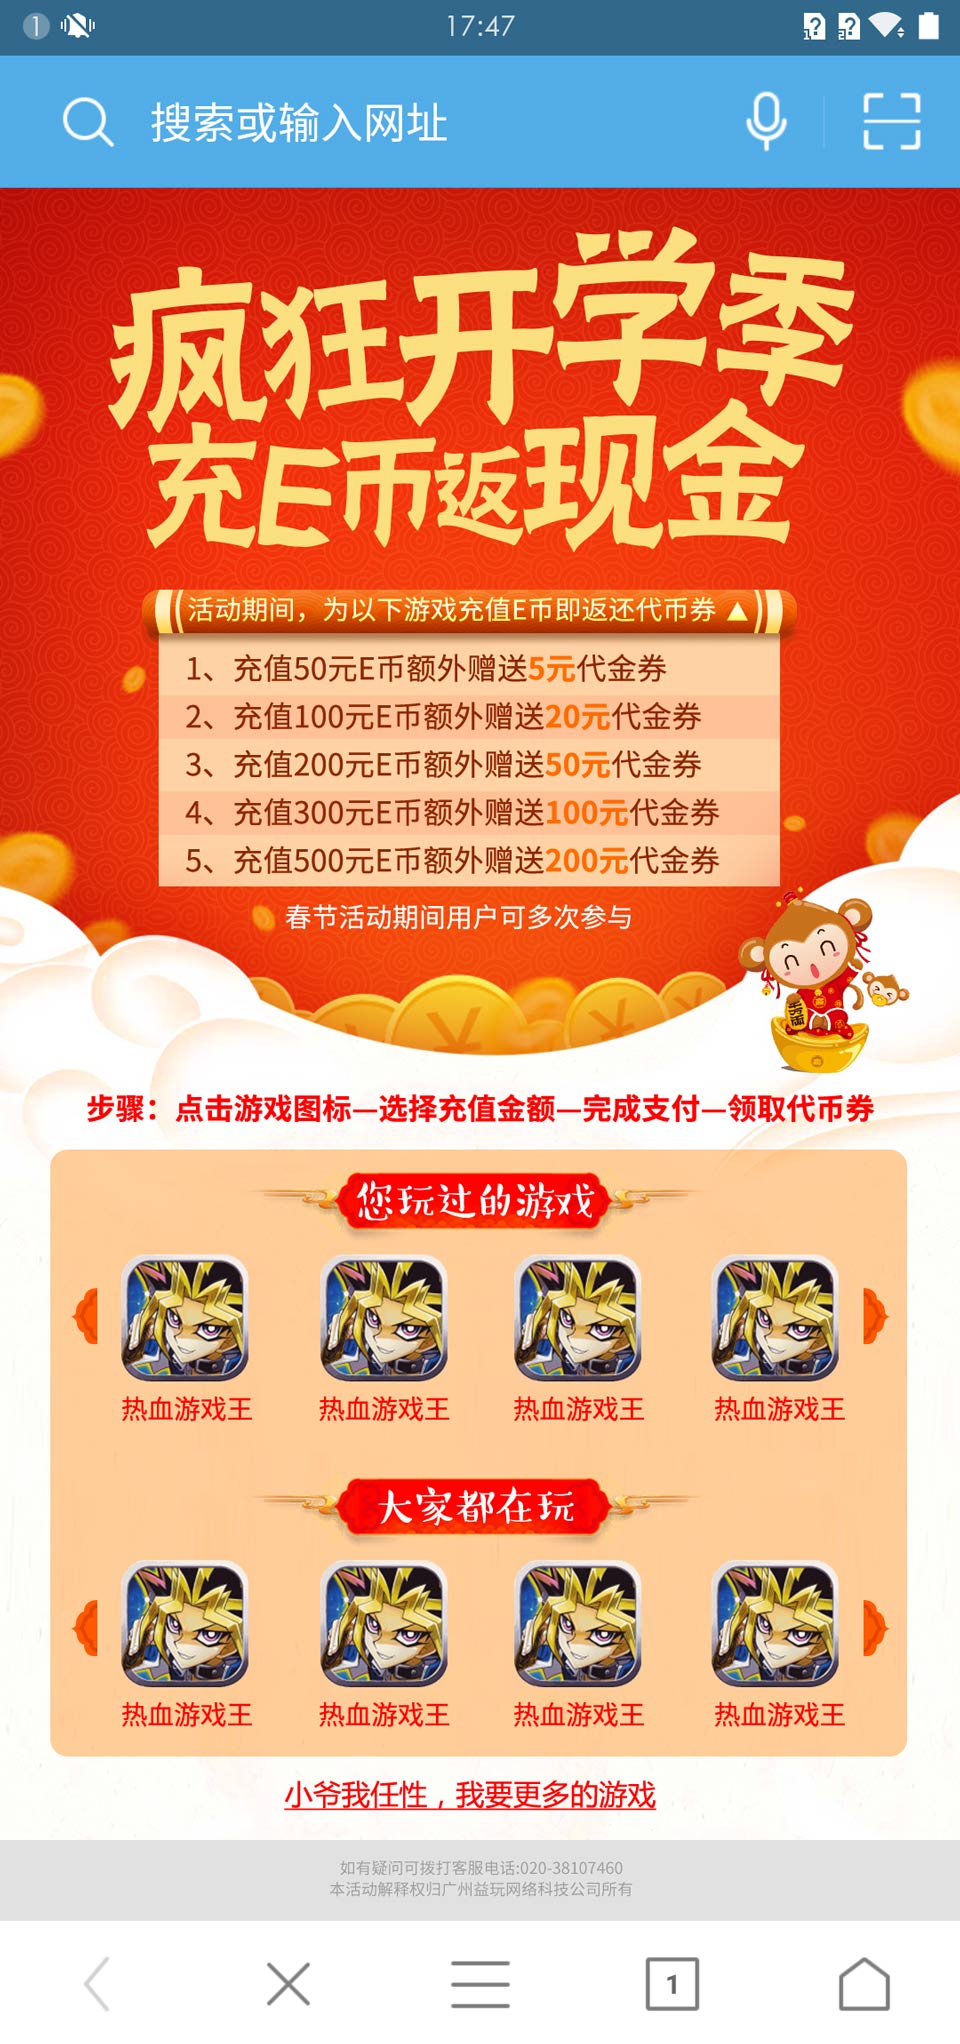 1
17:47
搜索或输入网址
疯狂开学季
充E币返现金
活动期间，为以下游戏充值E币即返还代币券
1、充值50元E币额外赠送5元代金券
2、充值100元E币额外赠送20元代金券
3、充值200元E币额外赠送50元代金券
4、充值300元E币额外赠送100元代金券
5、充值500元E币额外赠送200元代金券
春节活动期间用户可多次参与
步骤：点击游戏图标—选择充值金额—完成支付—领取代币券
您玩过的游戏
热血游戏王 热血游戏王 热血游戏王 热血游戏王
大家都在玩
热血游戏王 热血游戏王 热血游戏王 热血游戏王
小爷我任性，我要更多的游戏
如有疑问可拨打客服电话:020-38107460
本活动解释权归广州益玩网络科技公司所有
1